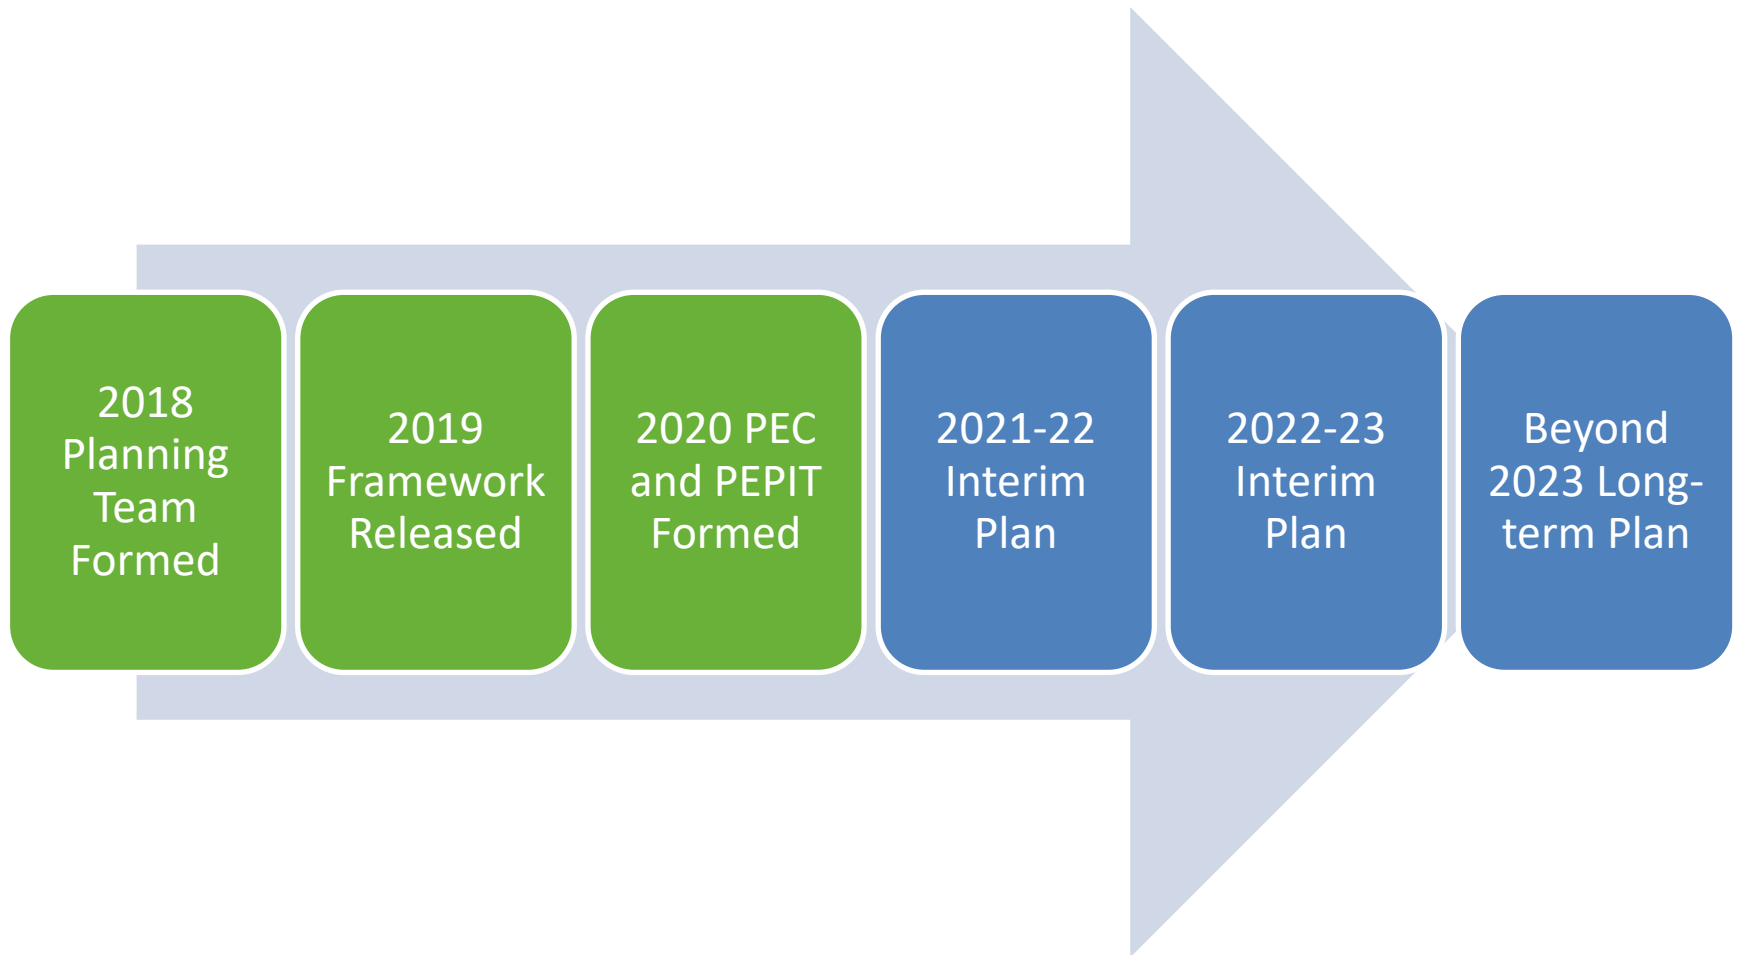 2018
Planning
Team
Formed
2019
Framework
Released
2020 PEC
and PEPIT
Formed
2021-22
Interim
Plan
2022-23
Interim
Plan
Beyond
2023 Long-
term Plan